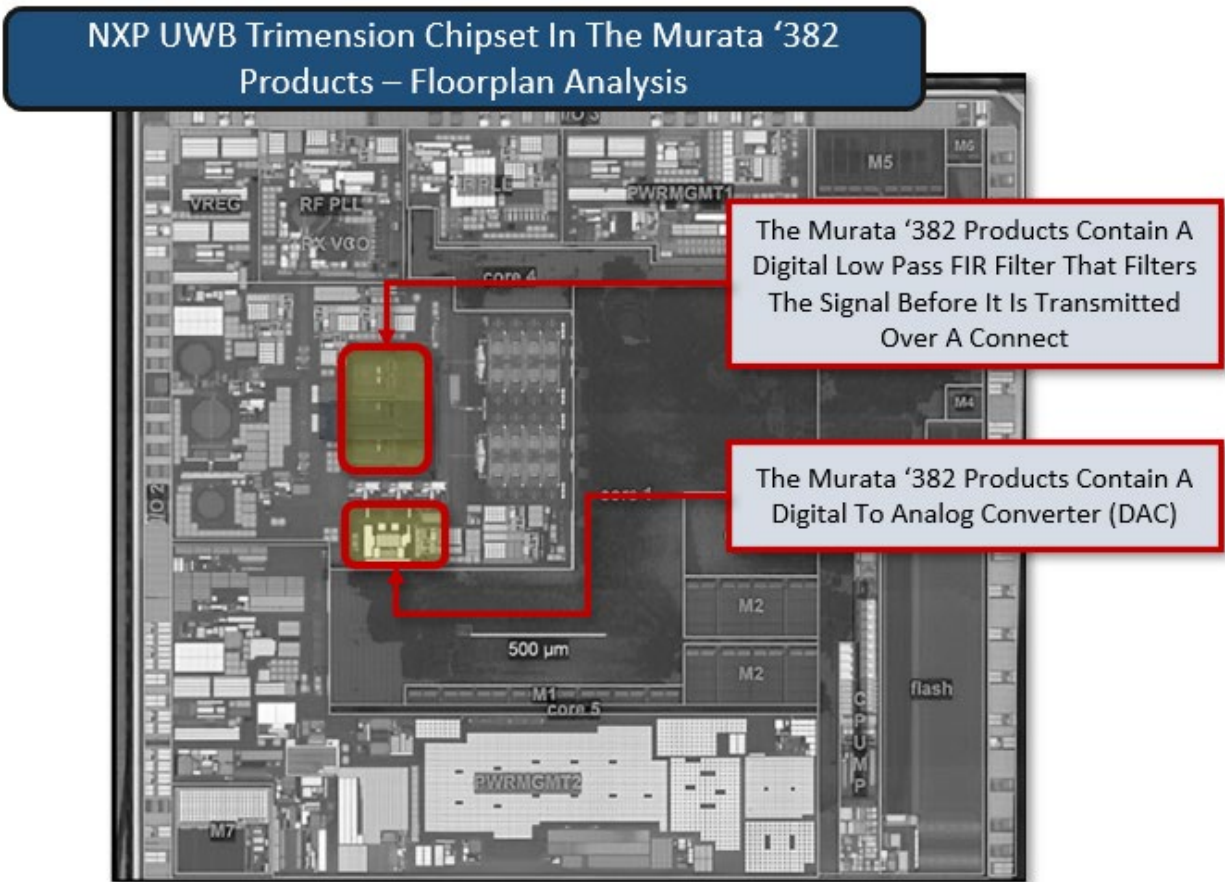 NXP UWB Trimension Chipset In The Murata ‘382
Products – Floorplan Analysis
I/O 3
M6
M5
VREG
RF PLL
PWRMGMT1
RX VCO
core 4
The Murata ‘382 Products Contain A
Digital Low Pass FIR Filter That Filters
The Signal Before It Is Transmitted
Over A Connect
M4
I/O 2
core 1
The Murata ‘382 Products Contain A
Digital To Analog Converter (DAC)
M2
500 µm
M2
M1
flash
core 5
CPUMP
PWRMGMT2
M7